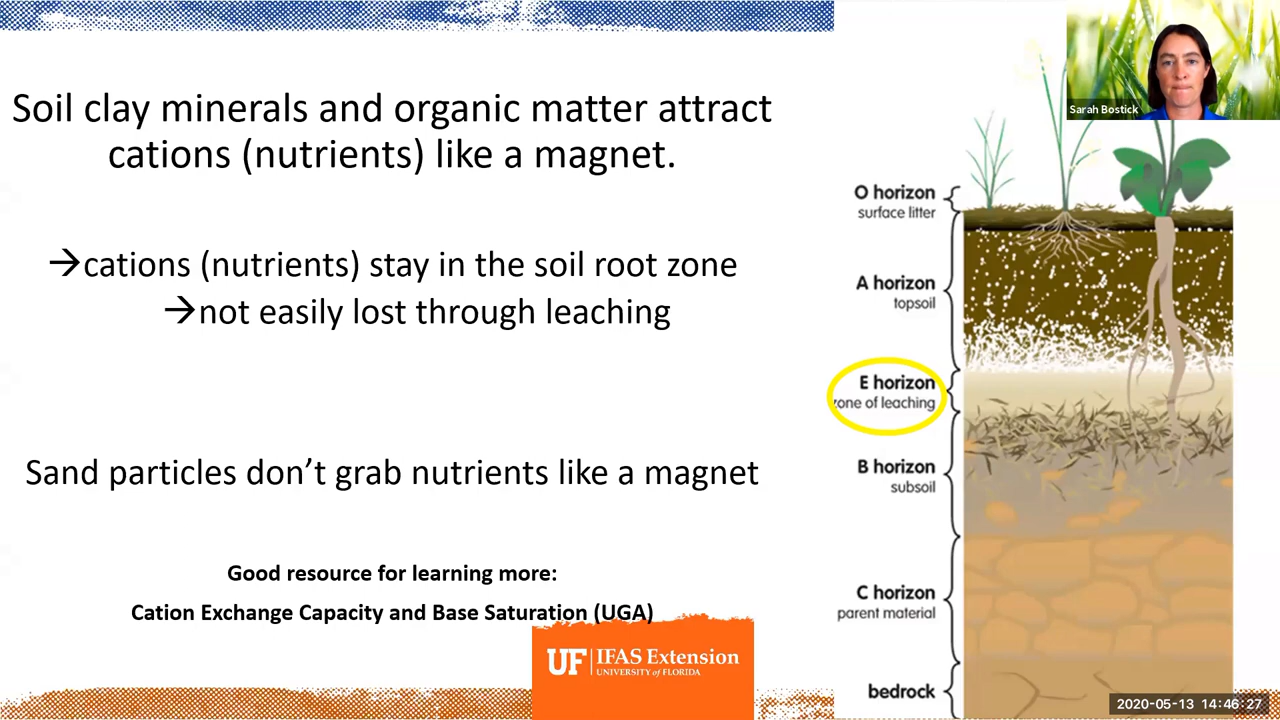 Soil clay minerals and organic matter attract
cations (nutrients) like a magnet.
→cations (nutrients) stay in the soil root zone
→not easily lost through leaching
Sand particles don’t grab nutrients like a magnet
Good resource for learning more:
Cation Exchange Capacity and Base Saturation (UGA)
UF IFAS Extension
UNIVERSITY of FLORIDA
Sarah Bostick
O horizon
surface litter
A horizon
topsoil
E horizon
zone of leaching
B horizon
subsoil
C horizon
parent material
bedrock
2020-05-13 14:46:27